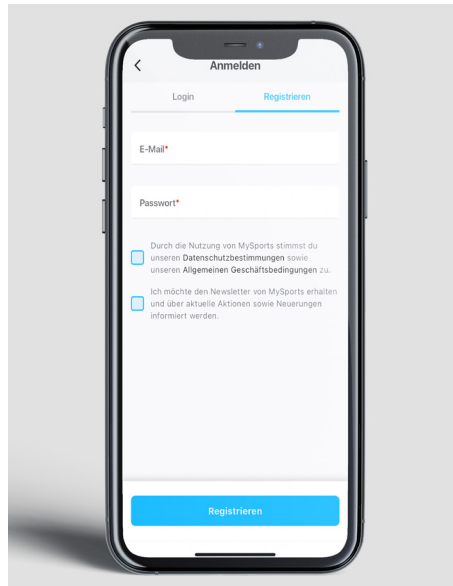 Anmelden
Login
Registrieren
E-Mail*
Passwort*
Durch die Nutzung von MySports stimmst du
unseren Datenschutzbestimmungen sowie
unseren Allgemeinen Geschäftsbedingungen zu.
Ich möchte den Newsletter von MySports erhalten
und über aktuelle Aktionen sowie Neuerungen
informiert werden.
Registrieren